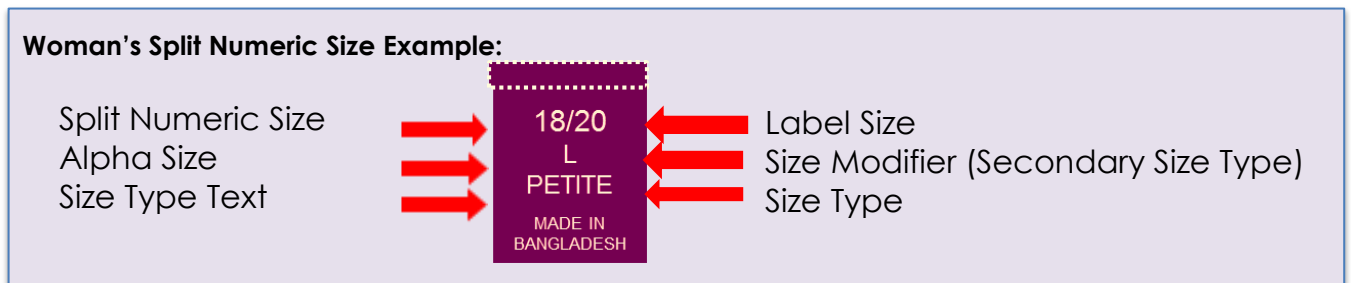 Woman's Split Numeric Size Example:
Split Numeric Size
Alpha Size
Size Type Text
18/20
L
PETITE
MADE IN
BANGLADESH
Label Size
Size Modifier (Secondary Size Type)
Size Type